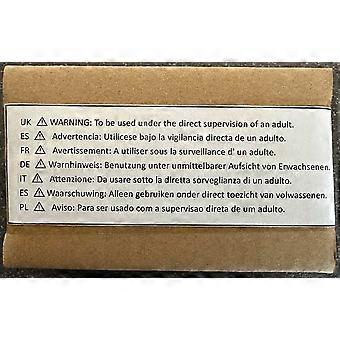 UK ⚠ WARNING: To be used under the direct supervision of an adult.
ES ⚠ Advertencia: Utilicese bajo la vigilancia directa de un adulto.
FR ⚠ Avertissement: A utiliser sous la surveillance d' un adulte.
DE ⚠ Warnhinweis: Benutzung unter unmittelbarer Aufsicht von Erwachsenen.
IT ⚠ Attenzione: Da usare sotto la diretta sorveglianza di un adulto.
ES ⚠ Waarschuwing: Alleen gebruiken onder direct toezicht van volwassenen.
PL ⚠ Aviso: Para ser usado com a supervisao direta de um adulto.